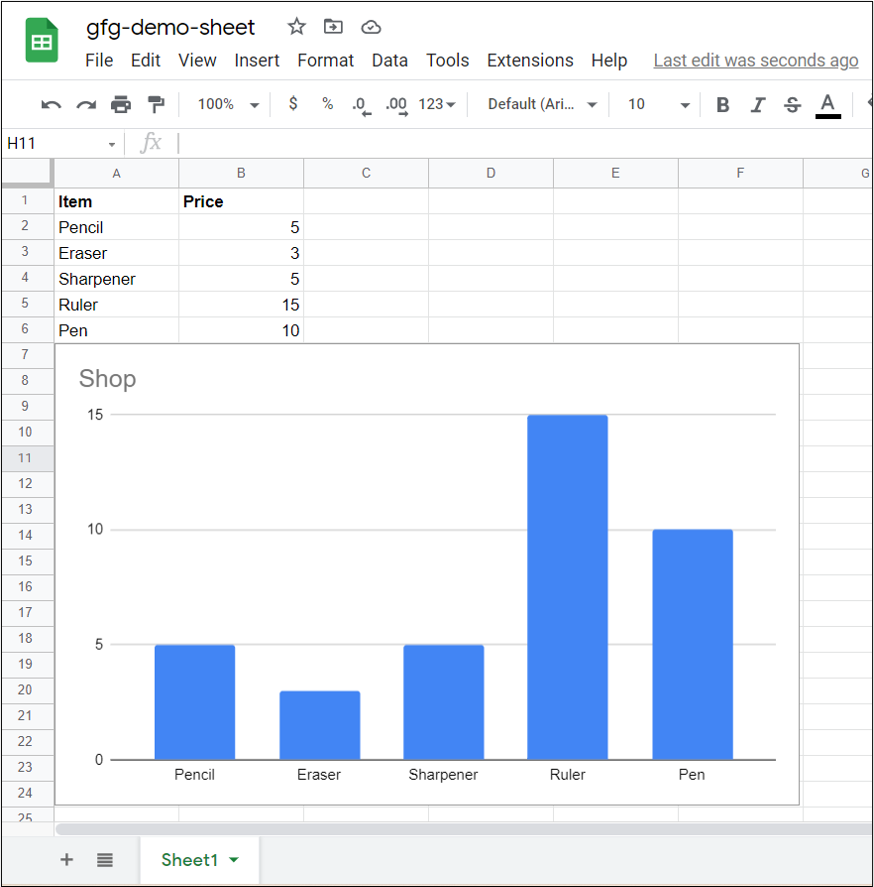 gfg-demo-sheet
File Edit View Insert Format Data Tools Extensions Help Last edit was seconds ago
100% $ % .0 .00 123 Default (Ari... 10 B I S A
H11 fx
A B C D E F G
1 Item Price
2 Pencil 5
3 Eraser 3
4 Sharpener 5
5 Ruler 15
6 Pen 10
7
8 Shop
9 15
10
11
12
13
14 10
15
16
17
18 5
19
20
21
22
23 0
Pencil Eraser Sharpener Ruler Pen
24
25
+ Sheet1